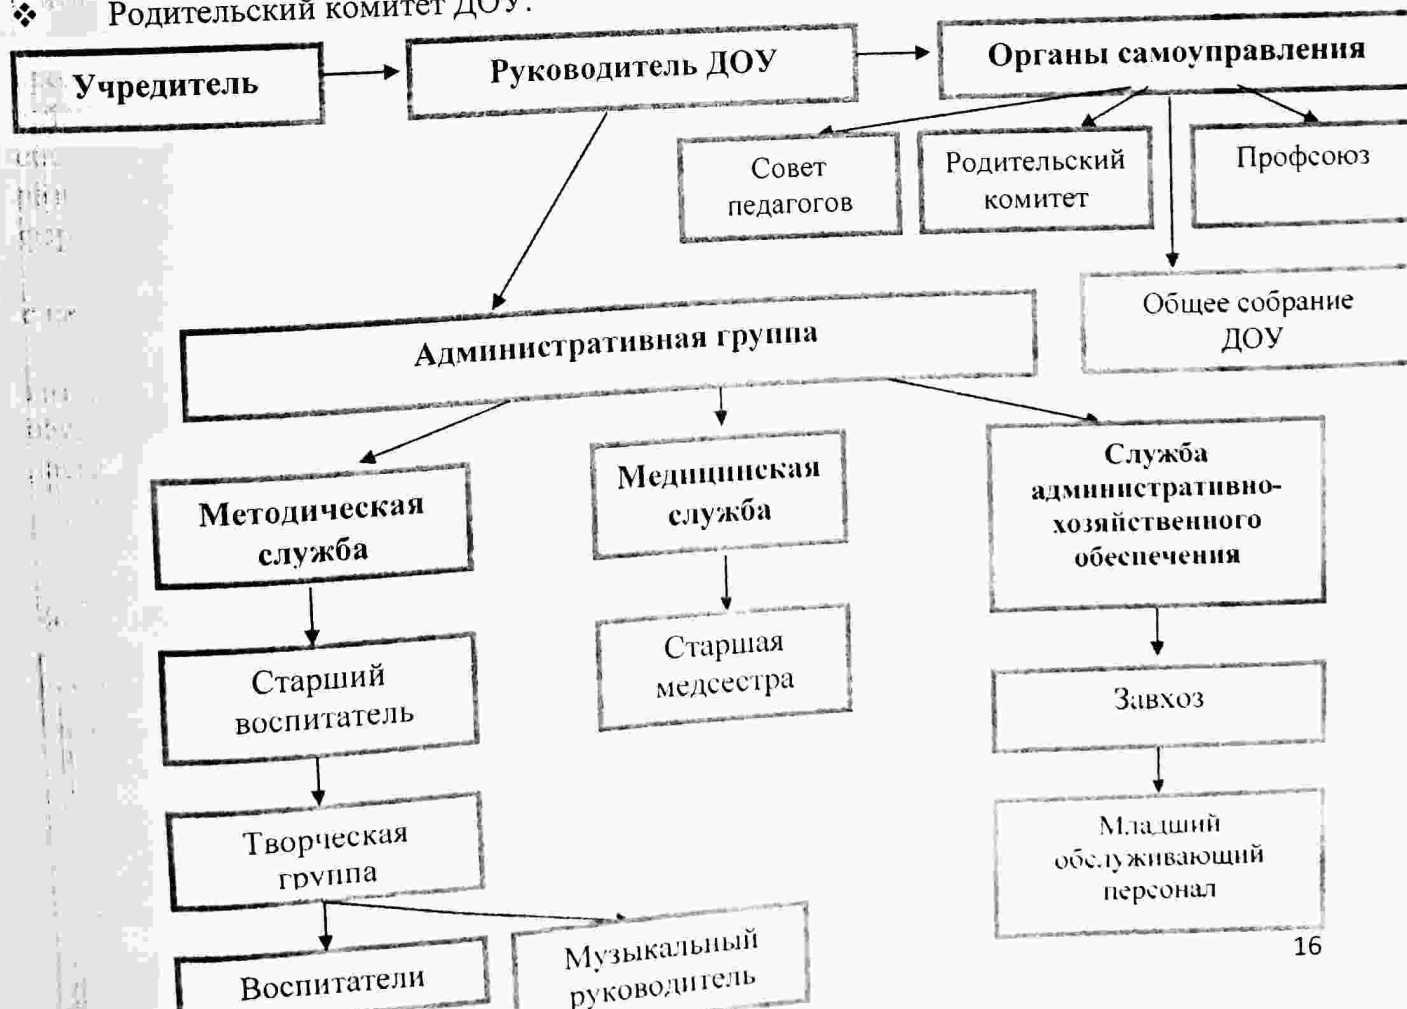 ❖ Родительский комитет ДОУ.
Учредитель
Руководитель ДОУ
Органы самоуправления
Совет
педагогов
Родительский
комитет
Профсоюз
Общее собрание
ДОУ
Административная группа
Методическая
служба
Медицинская
служба
Служба
административно-
хозяйственного
обеспечения
Старший
воспитатель
Старшая
медсестра
Завхоз
Творческая
группа
Младший
обслуживающий
персонал
Воспитатели
Музыкальный
руководитель
16